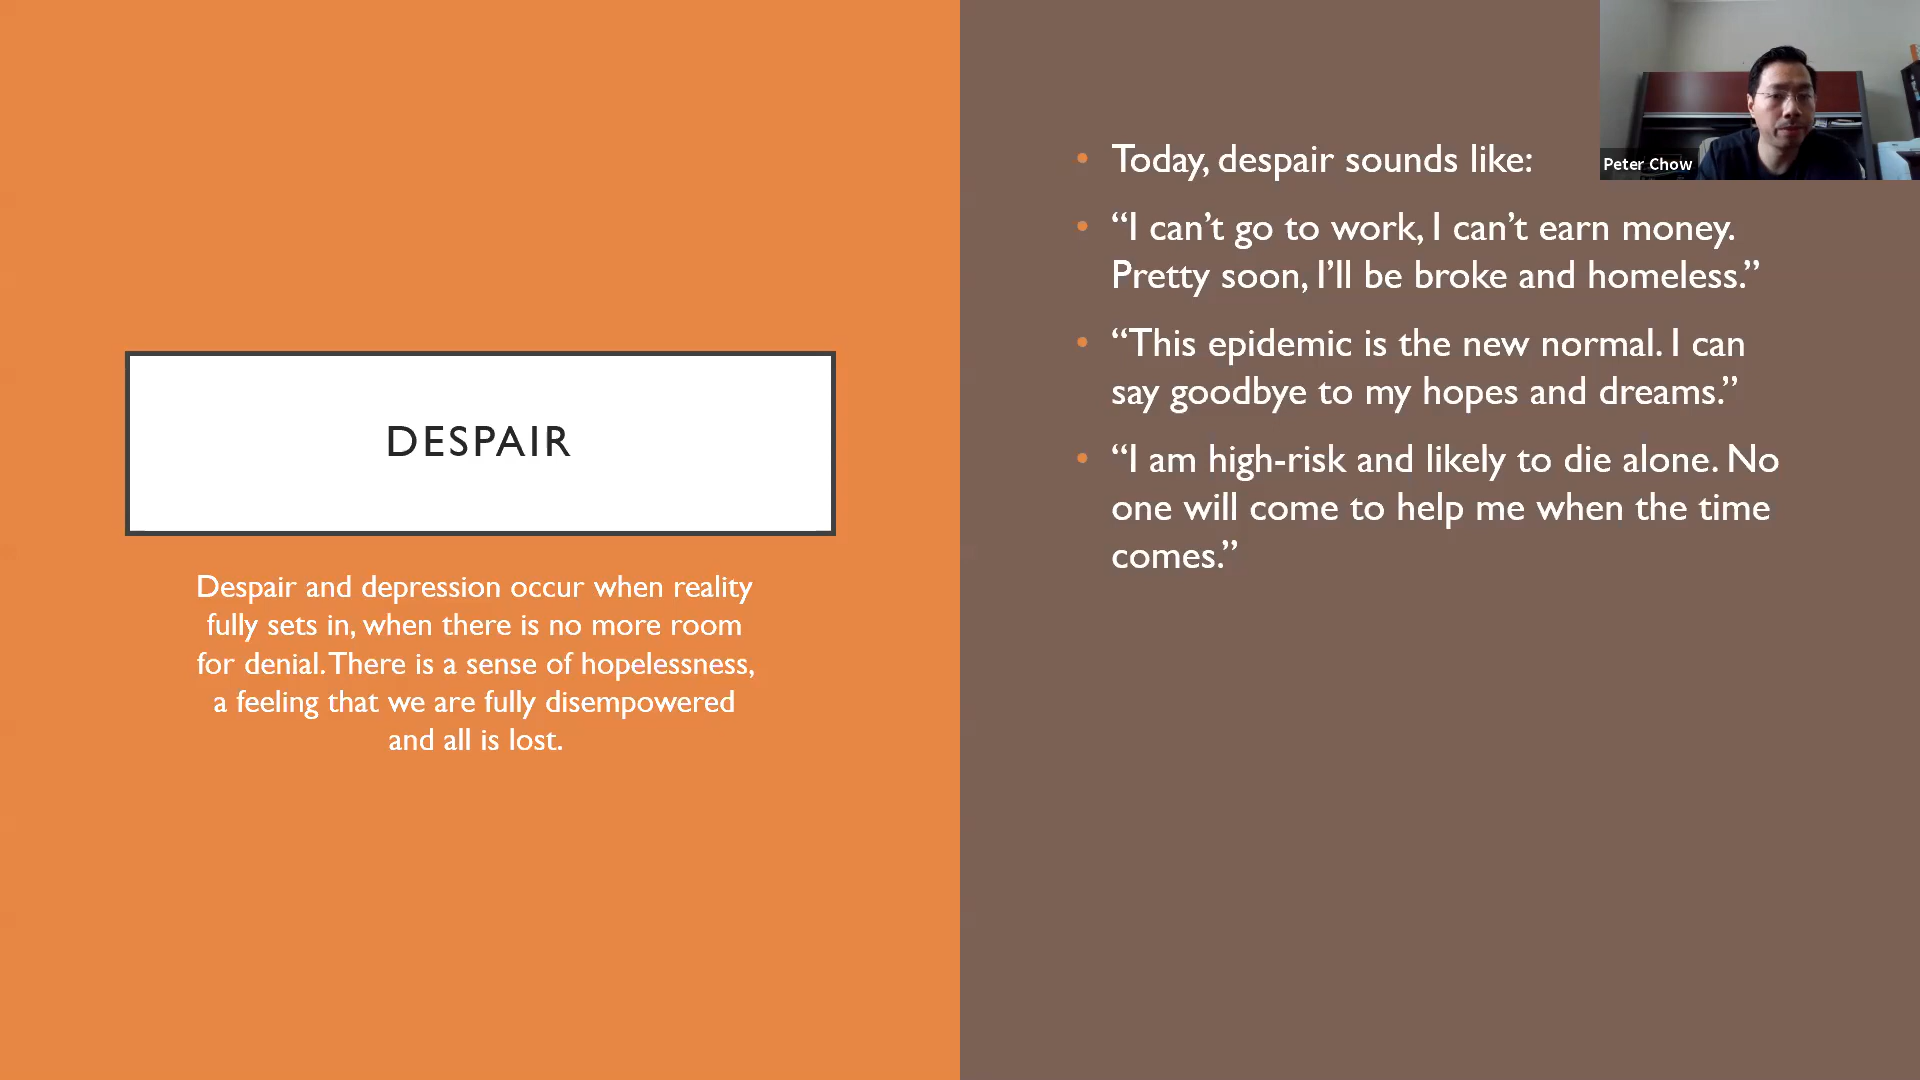 DESPAIR
Despair and depression occur when reality
fully sets in, when there is no more room
for denial. There is a sense of hopelessness,
a feeling that we are fully disempowered
and all is lost.
• Today, despair sounds like:
• “I can’t go to work, I can’t earn money.
Pretty soon, I’ll be broke and homeless.”
• “This epidemic is the new normal. I can
say goodbye to my hopes and dreams.”
• “I am high-risk and likely to die alone. No
one will come to help me when the time
comes.”
Peter Chow